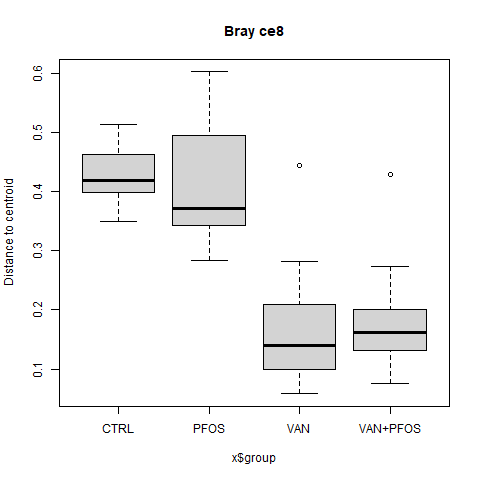 Bray ce8
Distance to centroid
0.6
0.5
0.4
0.3
0.2
0.1
CTRL PFOS VAN VAN+PFOS
x$group